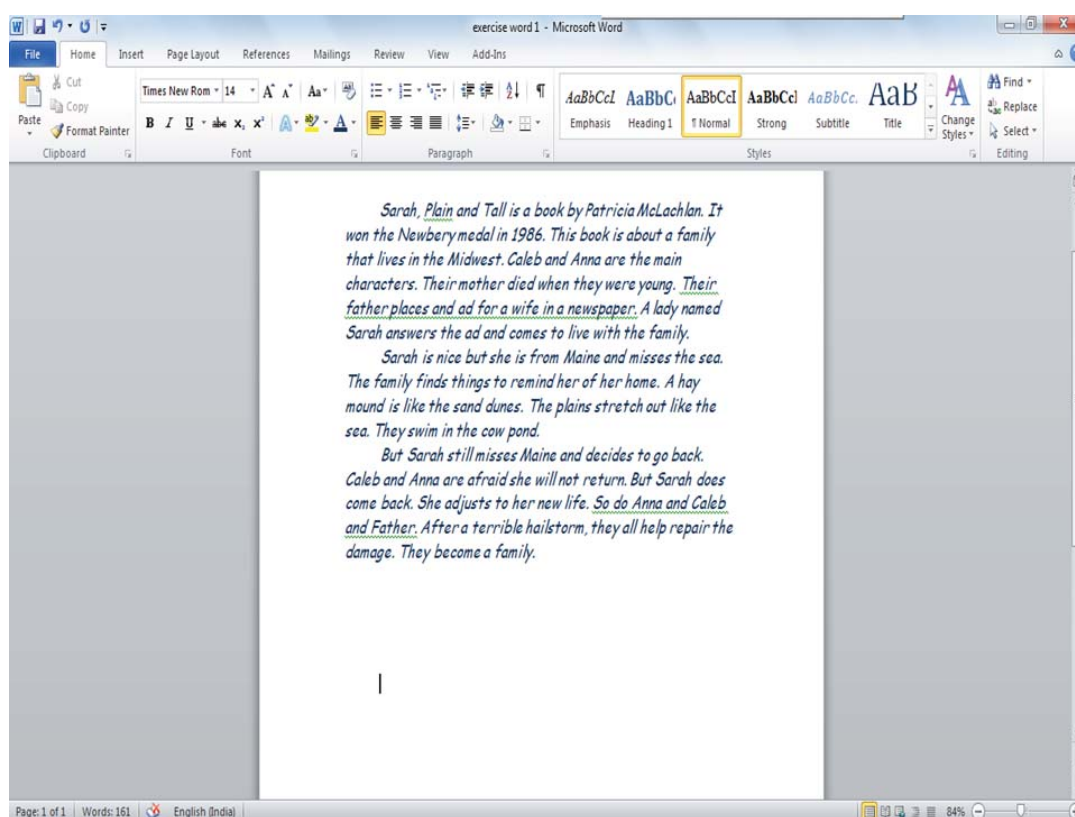 exercise word 1 - Microsoft Word
File Home Insert Page Layout References Mailings Review View Add-Ins
Paste
Cut
Copy
Format Painter
Clipboard
Times New Rom 14 Aa
B I U abc x₂ x² A A
Font
Paragraph
AaBbCcI AaBbC AaBbCcI AaBbCcl AaBbCc. AaB
Emphasis Heading 1 ¶ Normal Strong Subtitle Title
Change
Styles
Styles
Find
Replace
Select
Editing
Sarah, Plain and Tall is a book by Patricia McLachlan. It
won the Newbery medal in 1986. This book is about a family
that lives in the Midwest. Caleb and Anna are the main
characters. Their mother died when they were young. Their
father places and ad for a wife in a newspaper. A lady named
Sarah answers the ad and comes to live with the family.
Sarah is nice but she is from Maine and misses the sea.
The family finds things to remind her of her home. A hay
mound is like the sand dunes. The plains stretch out like the
sea. They swim in the cow pond.
But Sarah still misses Maine and decides to go back.
Caleb and Anna are afraid she will not return. But Sarah does
come back. She adjusts to her new life. So do Anna and Caleb
and Father. After a terrible hailstorm, they all help repair the
damage. They become a family.
Page: 1 of 1 Words: 161 English (India) 84%